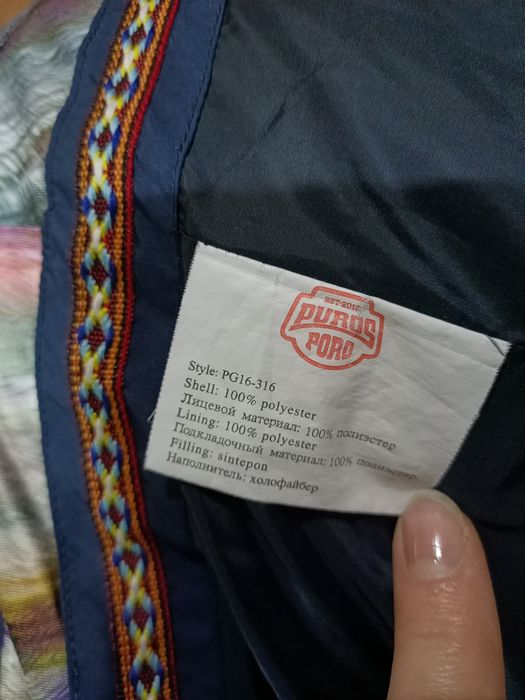 EST·2012
PUROS
PORO
Style: PG16-316
Shell: 100% polyester
Лицевой материал: 100% полиэстер
Lining: 100% polyester
Подкладочный материал: 100% полиэстер
Filling: sintepon
Наполнитель: холофайбер